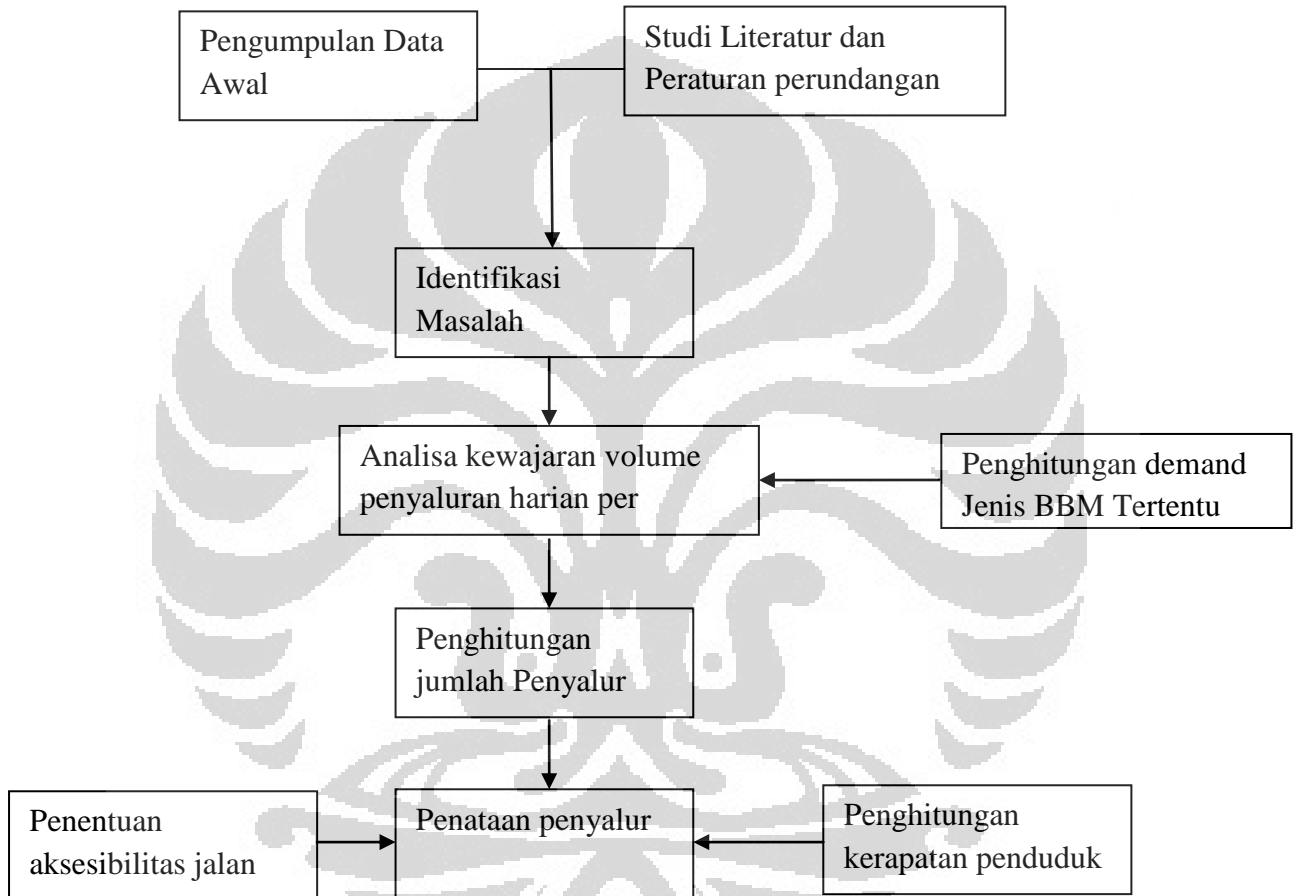 Pengumpulan Data
Awal
Studi Literatur dan
Peraturan perundangan
Identifikasi
Masalah
Analisa kewajaran volume
penyaluran harian per
Penghitungan demand
Jenis BBM Tertentu
Penghitungan
jumlah Penyalur
Penentuan
aksesibilitas jalan
Penataan penyalur
Penghitungan
kerapatan penduduk